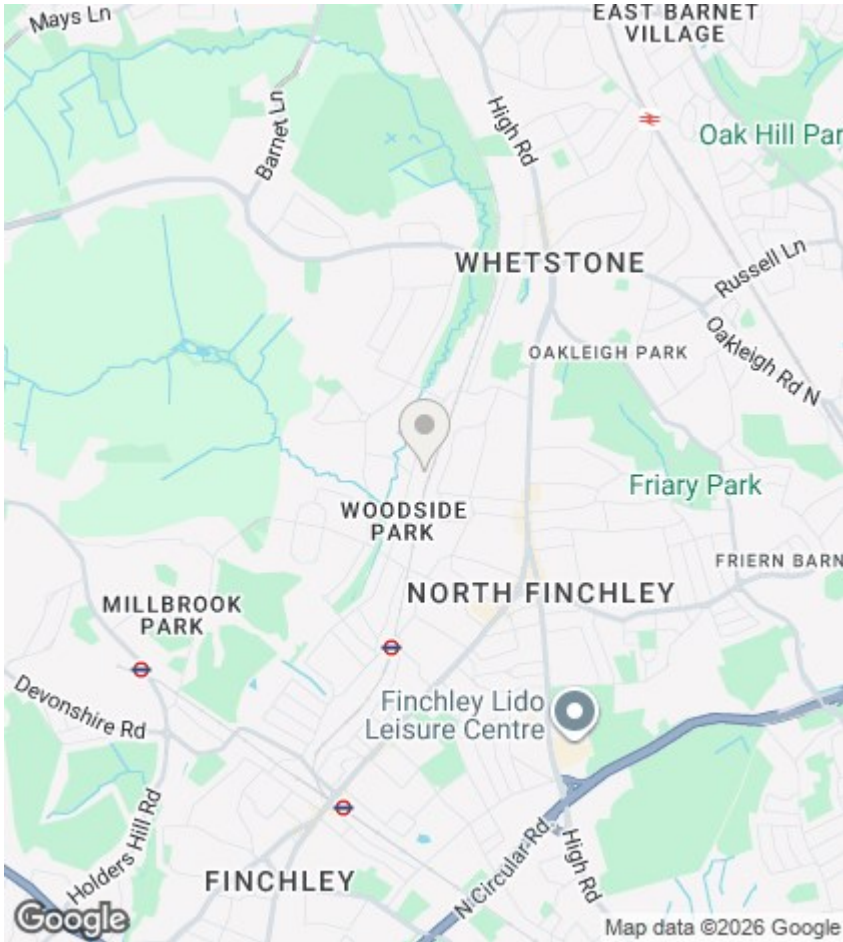 Mays Ln
EAST BARNET
VILLAGE
High Rd
Barnet Ln
Oak Hill Par
WHETSTONE
Russell Ln
OAKLEIGH PARK
Oakleigh Rd N
Friary Park
WOODSIDE
PARK
FRIERN BARN
NORTH FINCHLEY
MILLBROOK
PARK
Devonshire Rd
Finchley Lido
Leisure Centre
Holders Hill Rd
N Circular Rd
High Rd
FINCHLEY
Google
Map data ©2026 Google